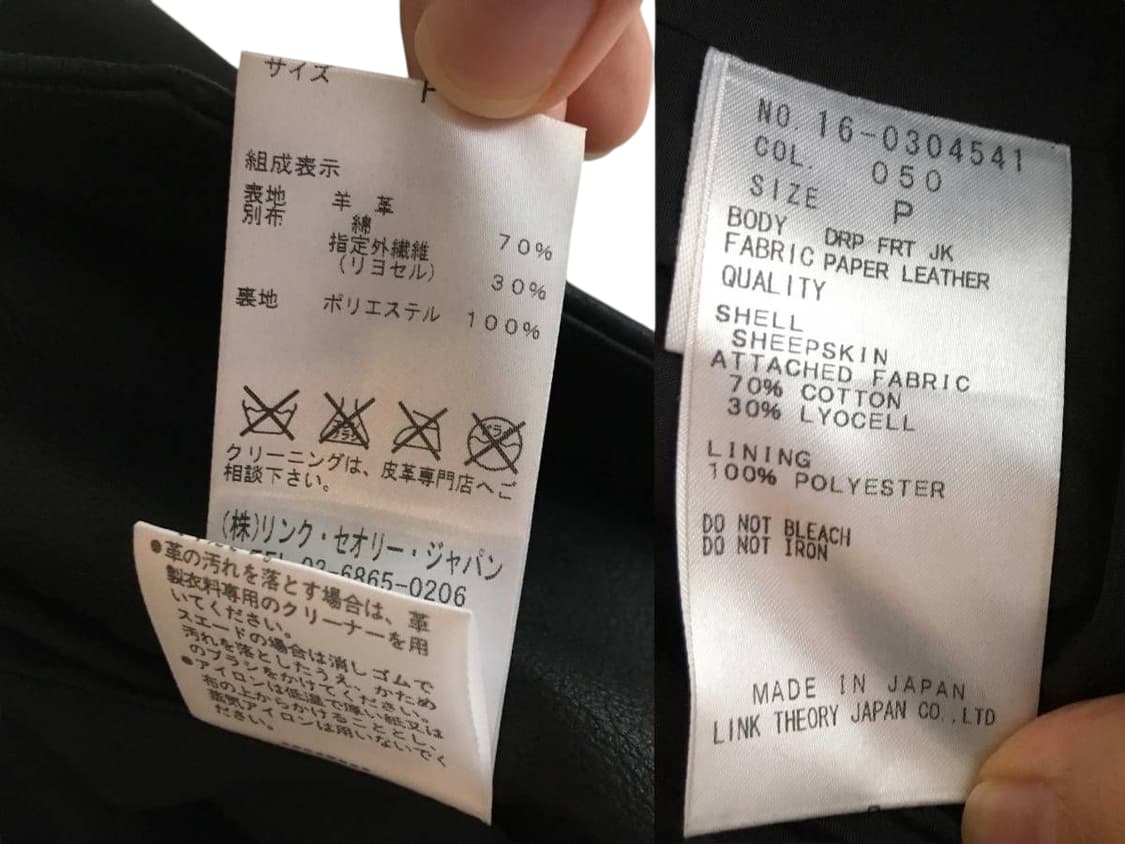 サイズ
組成表示
表地 羊 革
別布 綿 70%
指定外繊維
(リヨセル) 30%
裏地 ポリエステル 100%
クリーニングは、皮革専門店へご
相談下さい。
(株)リンク・セオリー・ジャパン
TEL 03-6865-0206
●革の汚れを落とす場合は、革
製衣料専用のクリーナーを用
いてください。
スエードの場合は消しゴムで
汚れを落としたうえ、かため
のブラシをかけてください。
●アイロンは低温で厚い紙又は
布の上からかけることとし、
蒸気アイロンは用いないでく
ださい。
NO. 16-0304541
COL. 050
SIZE P
BODY DRP FRT JK
FABRIC PAPER LEATHER
QUALITY
SHELL
SHEEPSKIN
ATTACHED FABRIC
70% COTTON
30% LYOCELL
LINING
100% POLYESTER
DO NOT BLEACH
DO NOT IRON
MADE IN JAPAN
LINK THEORY JAPAN CO.,LTD